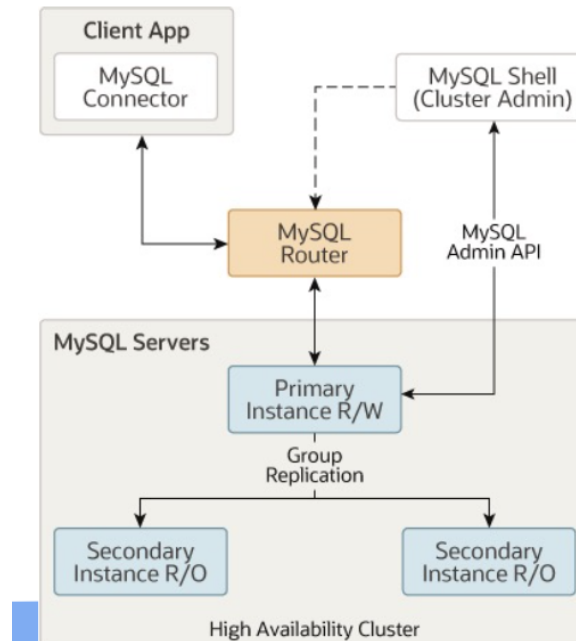 Client App
MySQL
Connector
MySQL Shell
(Cluster Admin)
MySQL
Router
MySQL
Admin API
MySQL Servers
Primary
Instance R/W
Group
Replication
Secondary
Instance R/O
Secondary
Instance R/O
High Availability Cluster